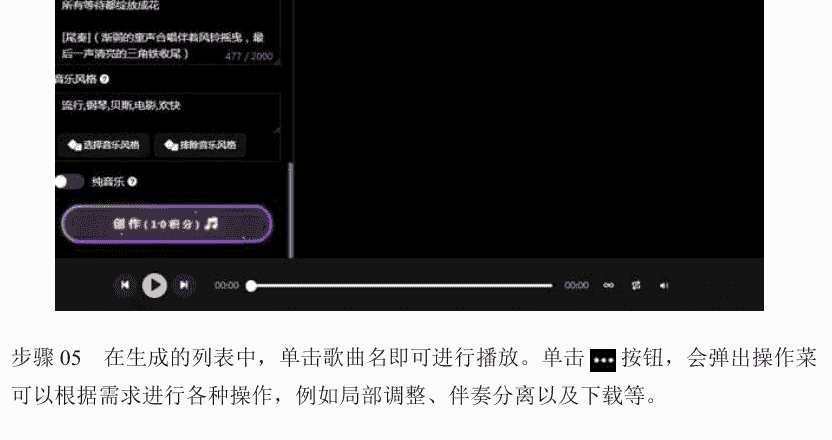 所有等待都绽放成花
[尾奏]（渐弱的童声合唱伴着风铃摇曳，最
后一声清亮的三角铁收尾）
477 / 2000
音乐风格
流行,钢琴,贝斯,电影,欢快
选择音乐风格 排除音乐风格
纯音乐
创作(10积分)
00:00 00:00
步骤 05 在生成的列表中，单击歌曲名即可进行播放。单击 按钮，会弹出操作菜
可以根据需求进行各种操作，例如局部调整、伴奏分离以及下载等。